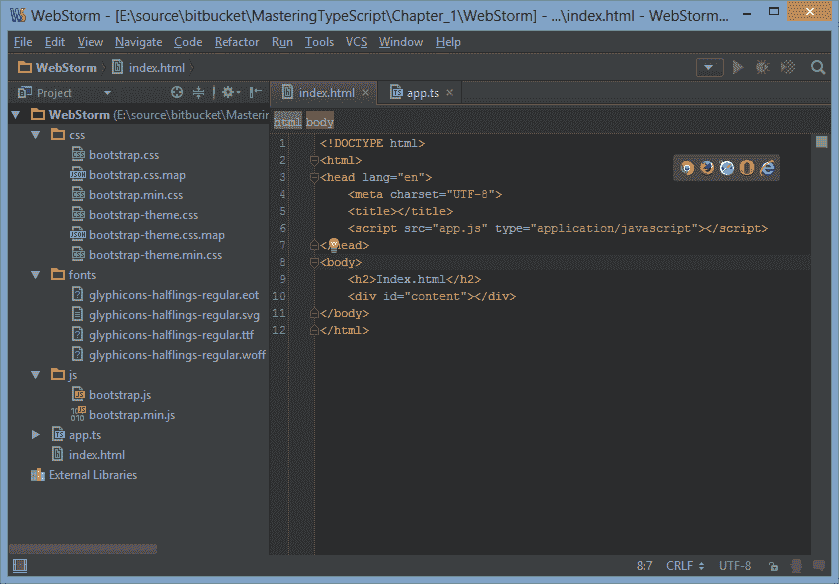 WebStorm - [E:\source\bitbucket\MasteringTypeScript\Chapter_1\WebStorm] - ...\index.html - WebStorm...
File Edit View Navigate Code Refactor Run Tools VCS Window Help
WebStorm index.html
Project
index.html app.ts
WebStorm (E:\source\bitbucket\Masterin
html body
css
bootstrap.css
bootstrap.css.map
bootstrap.min.css
bootstrap-theme.css
bootstrap-theme.css.map
bootstrap-theme.min.css
fonts
glyphicons-halflings-regular.eot
glyphicons-halflings-regular.svg
glyphicons-halflings-regular.ttf
glyphicons-halflings-regular.woff
js
bootstrap.js
bootstrap.min.js
app.ts
index.html
External Libraries
1 <!DOCTYPE html>
2 <html>
3 <head lang="en">
4 <meta charset="UTF-8">
5 <title></title>
6 <script src="app.js" type="application/javascript"></script>
7 </head>
8 <body>
9 <h2>Index.html</h2>
10 <div id="content"></div>
11 </body>
12 </html>
8:7 CRLF UTF-8